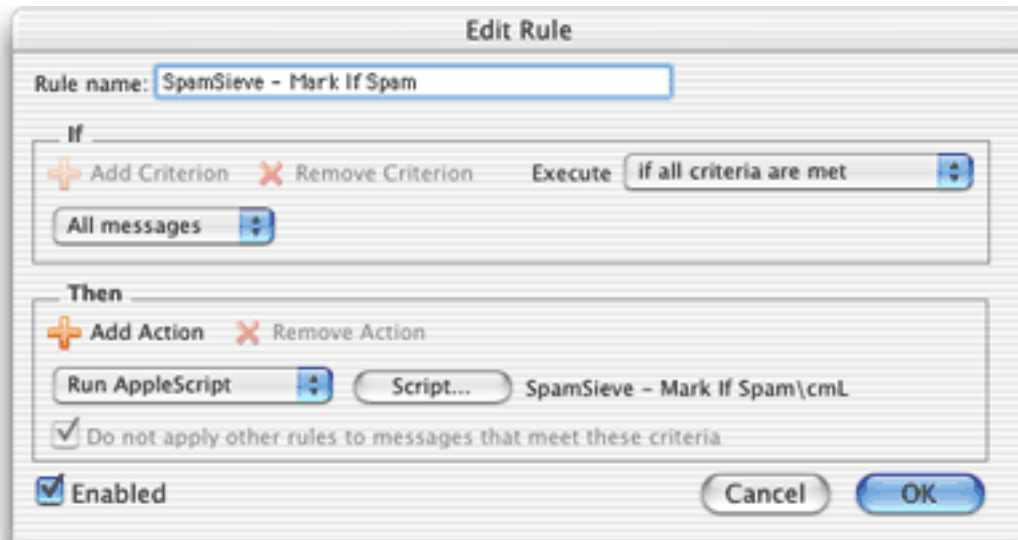 Edit Rule
Rule name: SpamSieve – Mark If Spam
If
Add Criterion Remove Criterion Execute if all criteria are met
All messages
Then
Add Action Remove Action
Run AppleScript Script... SpamSieve – Mark If Spam\cmL
Do not apply other rules to messages that meet these criteria
Enabled Cancel OK